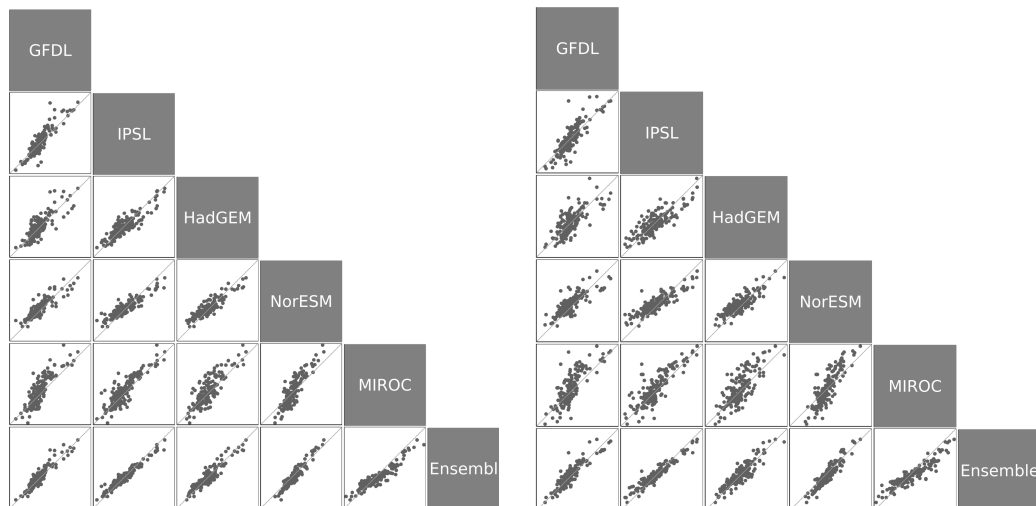 GFDL
IPSL
HadGEM
NorESM
MIROC
Ensembl
GFDL
IPSL
HadGEM
NorESM
MIROC
Ensemble